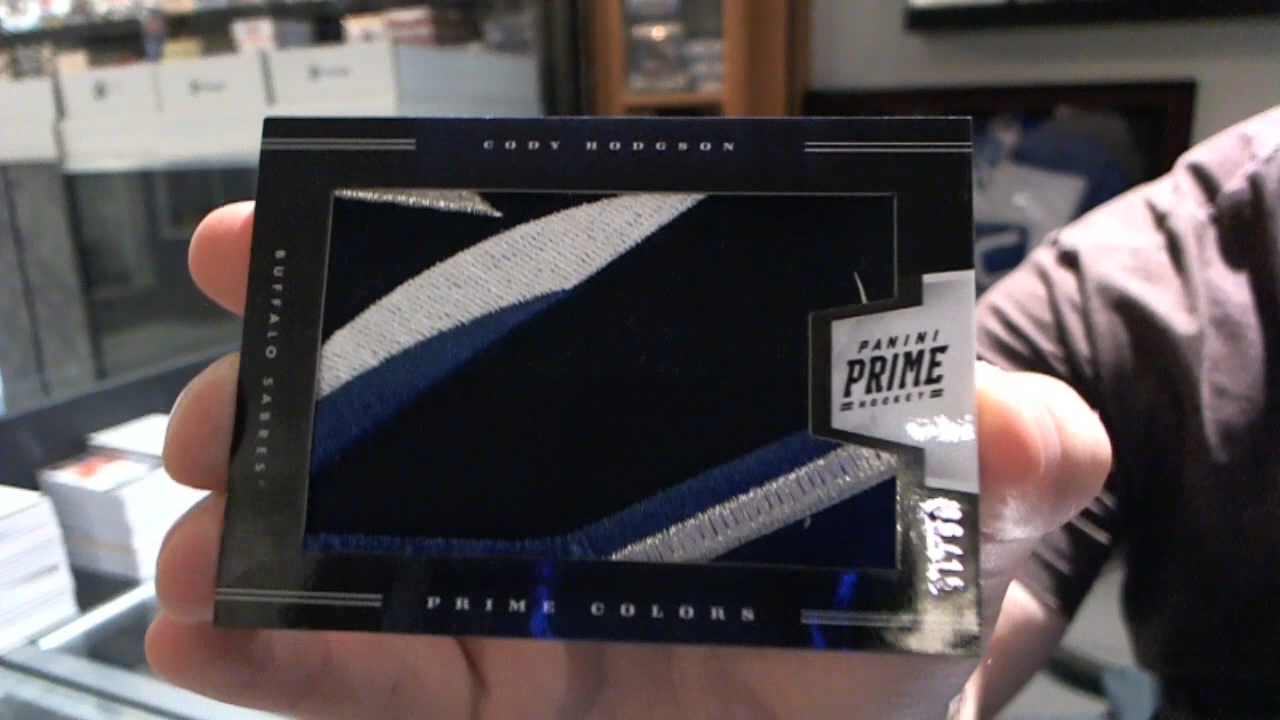 CODY HODGSON
BUFFALO SABRES
PANINI
PRIME
HOCKEY
PRIME COLORS